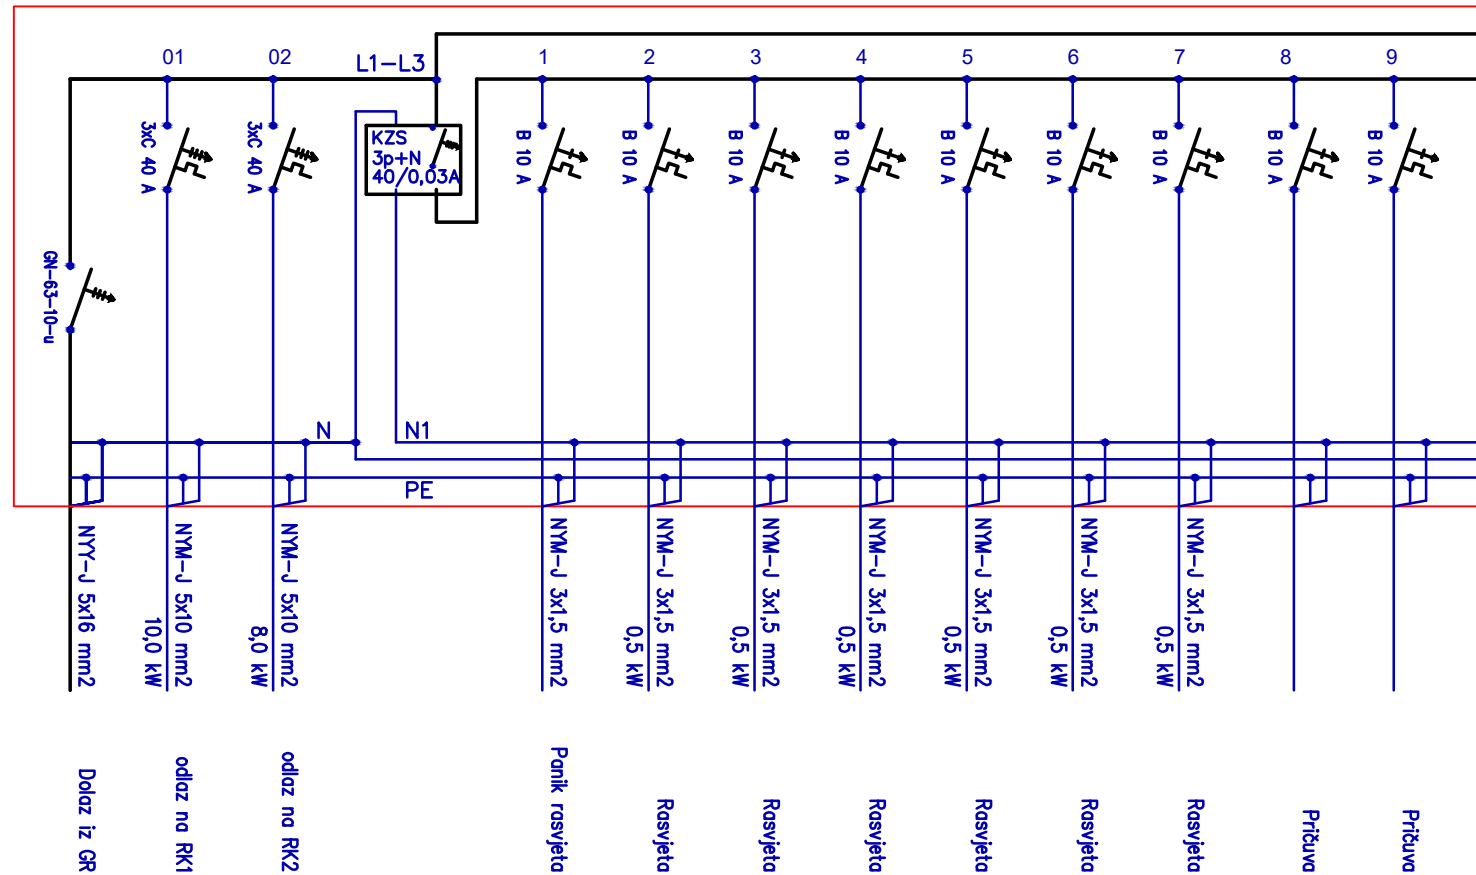 01
02
L1-L3
1
2
3
4
5
6
7
8
9
3xC 40 A
3xC 40 A
KZS
3p+N
40/0,03A
B 10 A
B 10 A
B 10 A
B 10 A
B 10 A
B 10 A
B 10 A
B 10 A
B 10 A
GN-63-10-u
N
N1
PE
NYY-J 5x16 mm2
NYM-J 5x10 mm2
10,0 kW
NYM-J 5x10 mm2
8,0 kW
NYM-J 3x1,5 mm2
NYM-J 3x1,5 mm2
0,5 kW
NYM-J 3x1,5 mm2
0,5 kW
NYM-J 3x1,5 mm2
0,5 kW
NYM-J 3x1,5 mm2
0,5 kW
NYM-J 3x1,5 mm2
0,5 kW
NYM-J 3x1,5 mm2
0,5 kW
Dolaz iz GR
odlaz na RK1
odlaz na RK2
Panik rasvjeta
Rasvjeta
Rasvjeta
Rasvjeta
Rasvjeta
Rasvjeta
Rasvjeta
Pričuva
Pričuva